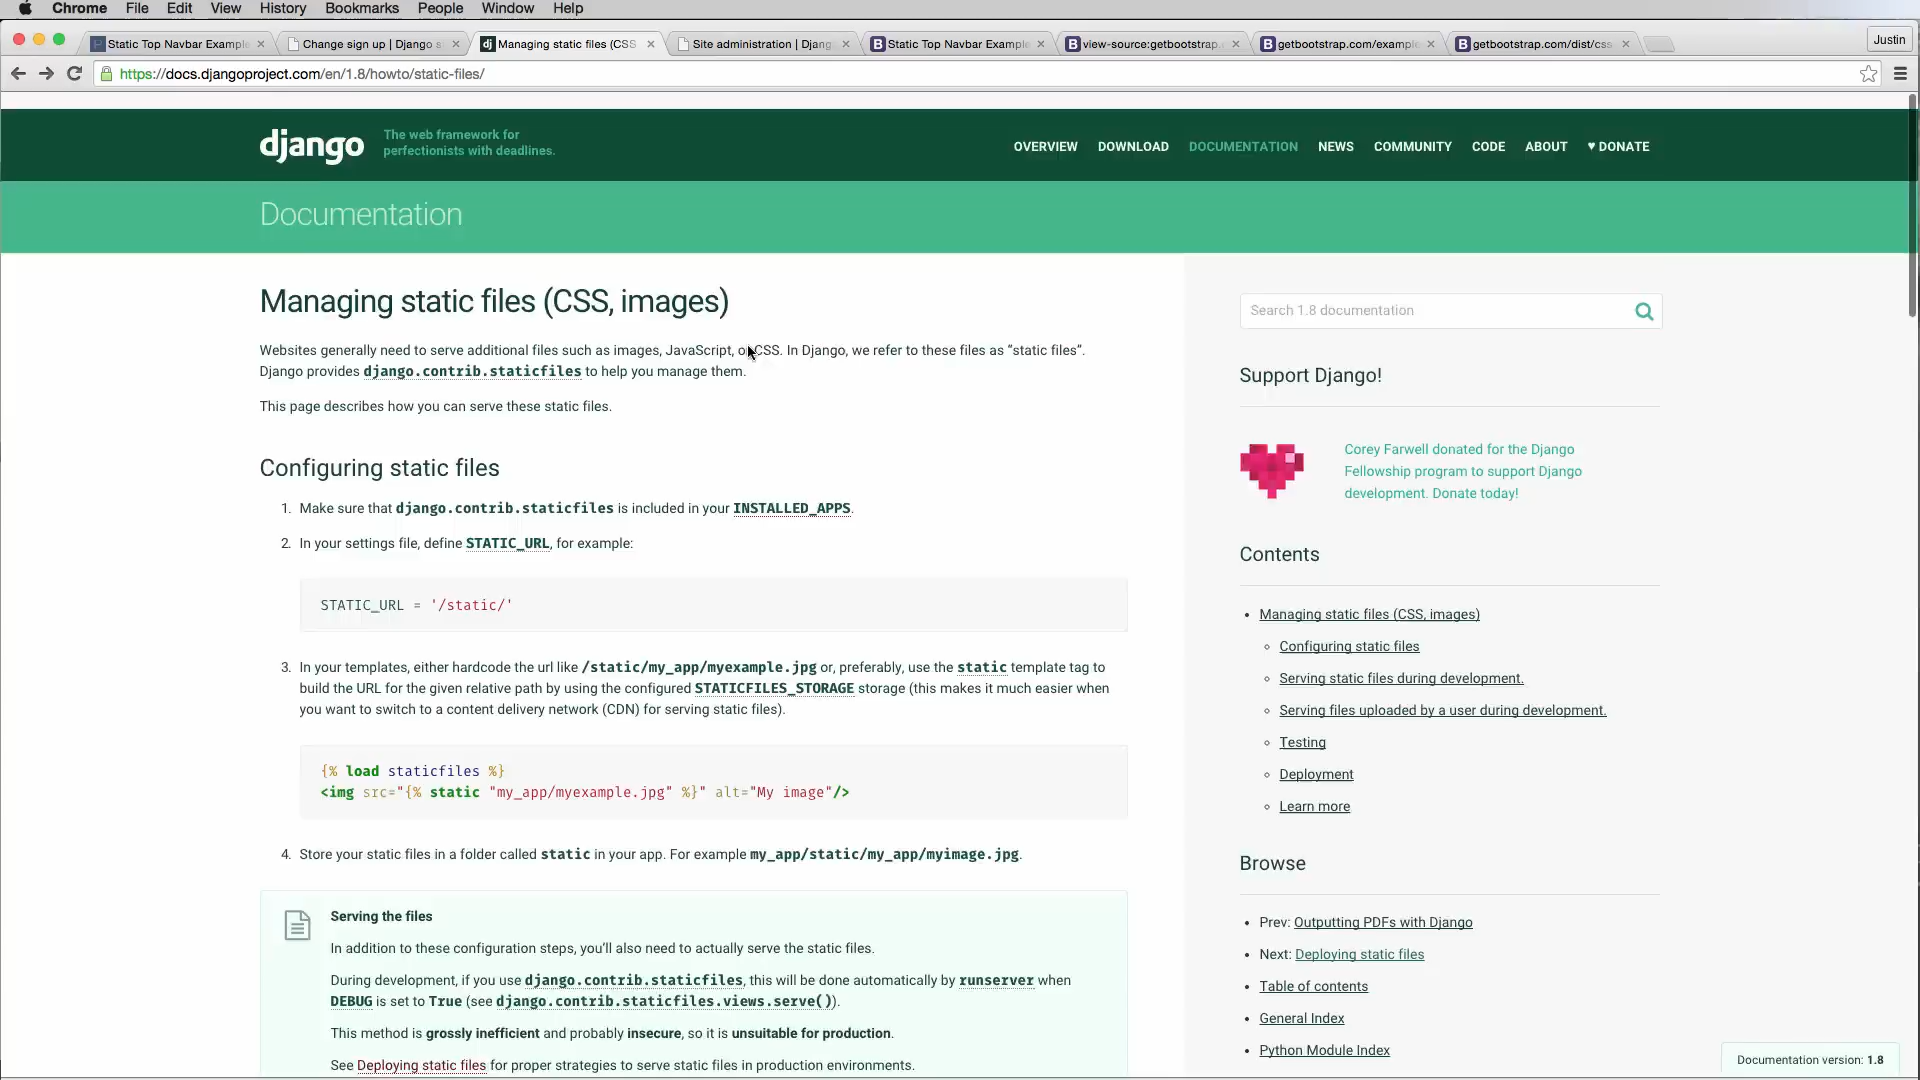 Chrome File Edit View History Bookmarks People Window Help
Static Top Navbar Example
Change sign up | Django s
Managing static files (CSS
Site administration | Djang
Static Top Navbar Example
view-source:getbootstrap.
getbootstrap.com/example
getbootstrap.com/dist/css
Justin
https://docs.djangoproject.com/en/1.8/howto/static-files/
django
The web framework for
perfectionists with deadlines.
OVERVIEW DOWNLOAD DOCUMENTATION NEWS COMMUNITY CODE ABOUT ♥ DONATE
Documentation
Managing static files (CSS, images)
Websites generally need to serve additional files such as images, JavaScript, or CSS. In Django, we refer to these files as “static files”.
Django provides django.contrib.staticfiles to help you manage them.
This page describes how you can serve these static files.
Configuring static files
1. Make sure that django.contrib.staticfiles is included in your INSTALLED_APPS.
2. In your settings file, define STATIC_URL, for example:
STATIC_URL = '/static/'
3. In your templates, either hardcode the url like /static/my_app/myexample.jpg or, preferably, use the static template tag to
build the URL for the given relative path by using the configured STATICFILES_STORAGE storage (this makes it much easier when
you want to switch to a content delivery network (CDN) for serving static files).
{% load staticfiles %}
<img src="{% static "my_app/myexample.jpg" %}" alt="My image"/>
4. Store your static files in a folder called static in your app. For example my_app/static/my_app/myimage.jpg.
Serving the files
In addition to these configuration steps, you’ll also need to actually serve the static files.
During development, if you use django.contrib.staticfiles, this will be done automatically by runserver when
DEBUG is set to True (see django.contrib.staticfiles.views.serve()).
This method is grossly inefficient and probably insecure, so it is unsuitable for production.
See Deploying static files for proper strategies to serve static files in production environments.
Search 1.8 documentation
Support Django!
Corey Farwell donated for the Django
Fellowship program to support Django
development. Donate today!
Contents
Managing static files (CSS, images)
Configuring static files
Serving static files during development.
Serving files uploaded by a user during development.
Testing
Deployment
Learn more
Browse
Prev: Outputting PDFs with Django
Next: Deploying static files
Table of contents
General Index
Python Module Index
Documentation version: 1.8